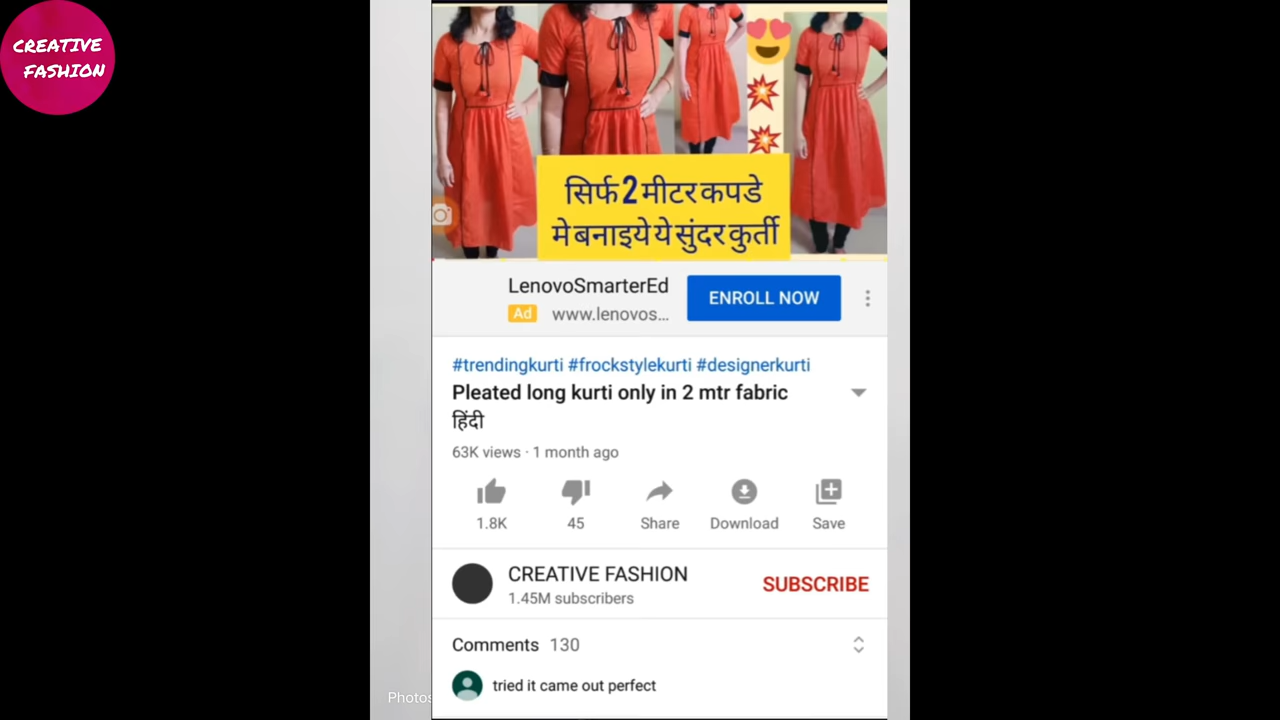 CREATIVE
FASHION
सिर्फ 2 मीटर कपडे
मे बनाइये ये सुंदर कुर्ती
LenovoSmarterEd
Ad www.lenovos...
ENROLL NOW
#trendingkurti #frockstylekurti #designerkurti
Pleated long kurti only in 2 mtr fabric
हिंदी
63K views · 1 month ago
1.8K 45 Share Download Save
CREATIVE FASHION
1.45M subscribers
SUBSCRIBE
Comments 130
tried it came out perfect
Photos